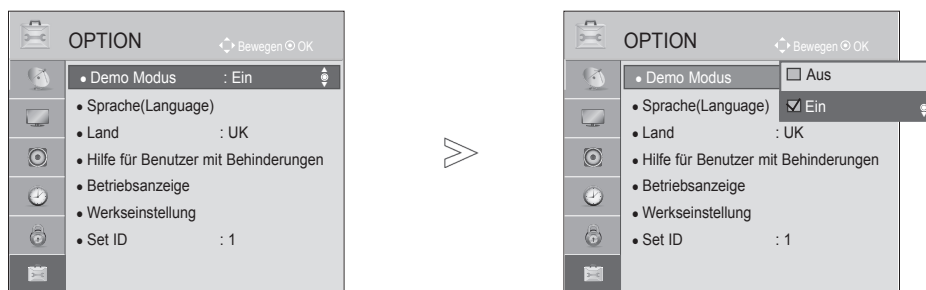 OPTION
Bewegen OK
• Demo Modus : Ein
• Sprache(Language)
• Land : UK
• Hilfe für Benutzer mit Behinderungen
• Betriebsanzeige
• Werkseinstellung
• Set ID : 1
OPTION
Bewegen OK
• Demo Modus
Aus
• Sprache(Language)
Ein
• Land : UK
• Hilfe für Benutzer mit Behinderungen
• Betriebsanzeige
• Werkseinstellung
• Set ID : 1